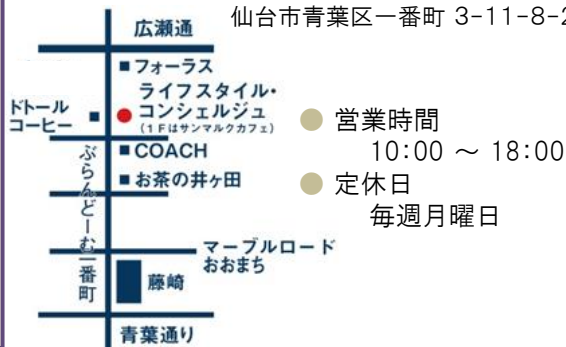 仙台市青葉区一番町 3-11-8-2
広瀬通
フォーラス
ライフスタイル・
コンシェルジュ
(1Fはサンマルクカフェ)
ドトール
コーヒー
COACH
お茶の井ヶ田
ぶらんどーむ一番町
マーブルロード
おおまち
藤崎
青葉通り
営業時間
10:00 ～ 18:00
定休日
毎週月曜日